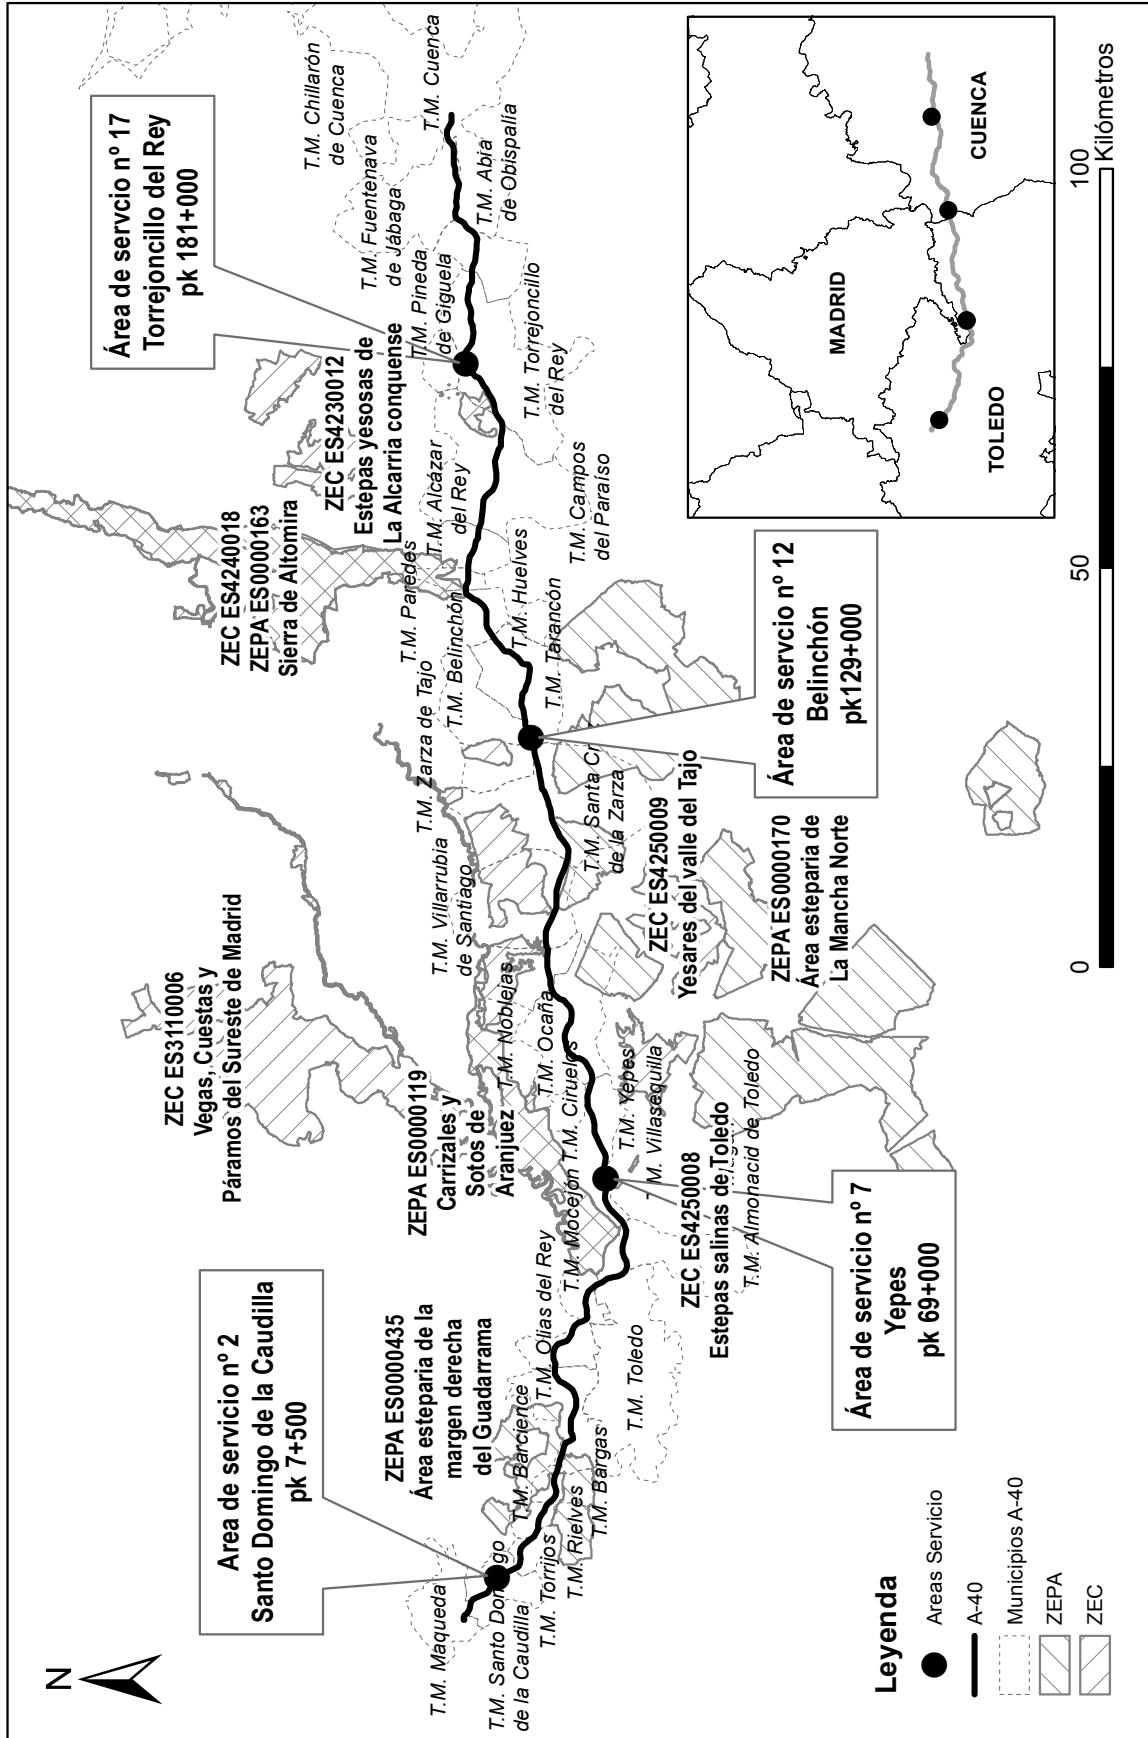 N
Area de servicio nº 2
Santo Domingo de la Caudilla
pk 7+500
ZEC ES3110006
Vegas, Cuestas y
Páramos del Sureste de Madrid
ZEC ES4240018
ZEPA ES0000163
Sierra de Altomira
Área de servcio nº 17
Torrejoncillo del Rey
pk 181+000
ZEPA ES0000435
Área esteparia de la
margen derecha
del Guadarrama
ZEPA ES0000119
Carrizales y
Sotos de
Aranjuez
ZEC ES4230012
Estepas yesosas de
La Alcarria conquense
T.M. Chillarón
de Cuenca
T.M. Fuentenava
de Jábaga
T.M. Cuenca
T.M. Abia
de Obispalía
T.M. Pineda
de Giguela
T.M. Torrejoncillo
del Rey
T.M. Alcázar
del Rey
T.M. Campos
del Paraíso
T.M. Paredes
T.M. Huelves
T.M. Belinchón
T.M. Tarancón
T.M. Zarza de Tajo
T.M. Santa Cr
de la Zarza
T.M. Villarrubia
de Santiago
T.M. Noblejas
T.M. Ocaña
T.M. Ciruelos
T.M. Yepes
T.M. Villasequilla
T.M. Mocejón
T.M. Almonacid de Toledo
T.M. Olias del Rey
T.M. Toledo
T.M. Barcience
T.M. Bargas
T.M. Rielves
T.M. Torrijos
T.M. Maqueda
T.M. Santo Domingo
de la Caudilla
ZEC ES4250008
Estepas salinas de Toledo
ZEC ES4250009
Yesares del valle del Tajo
ZEPA ES0000170
Área esteparia de
La Mancha Norte
Área de servicio nº 7
Yepes
pk 69+000
Área de servcio nº 12
Belinchón
pk129+000
MADRID
TOLEDO
CUENCA
Leyenda
Areas Servicio
A-40
Municipios A-40
ZEPA
ZEC
0
50
100
Kilómetros